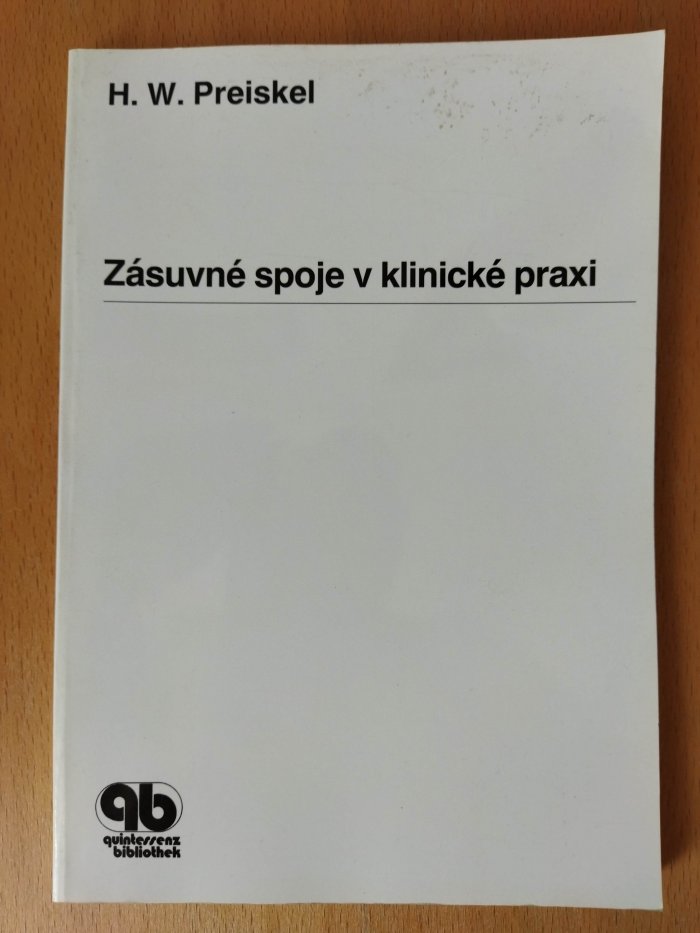 H. W. Preiskel
Zásuvné spoje v klinické praxi
qb
quintessenz
bibliothek